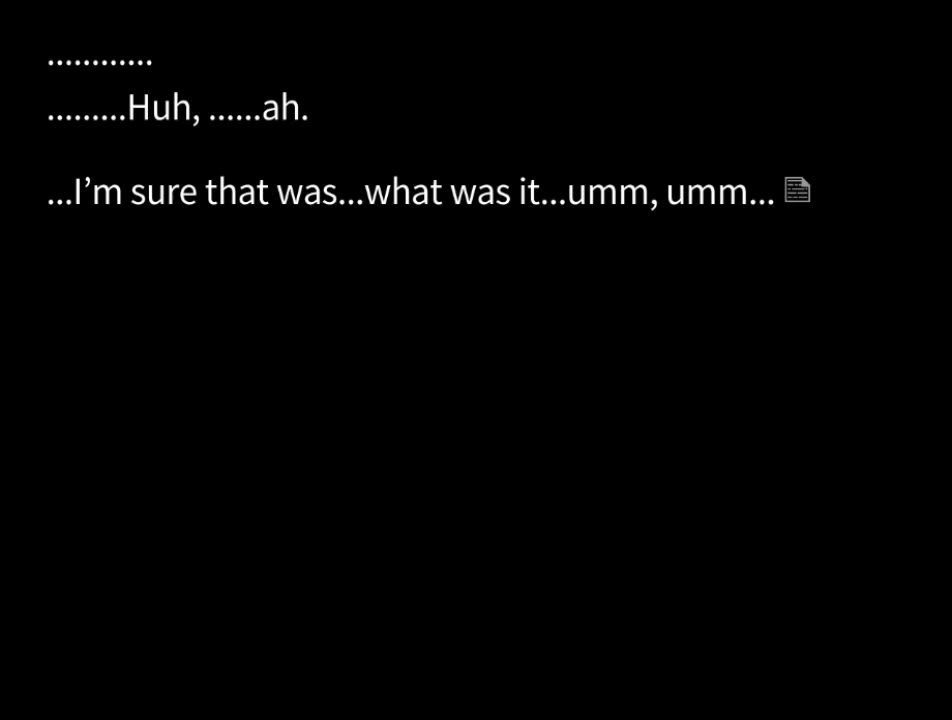 ............
.........Huh, ......ah.
...I’m sure that was...what was it...umm, umm...